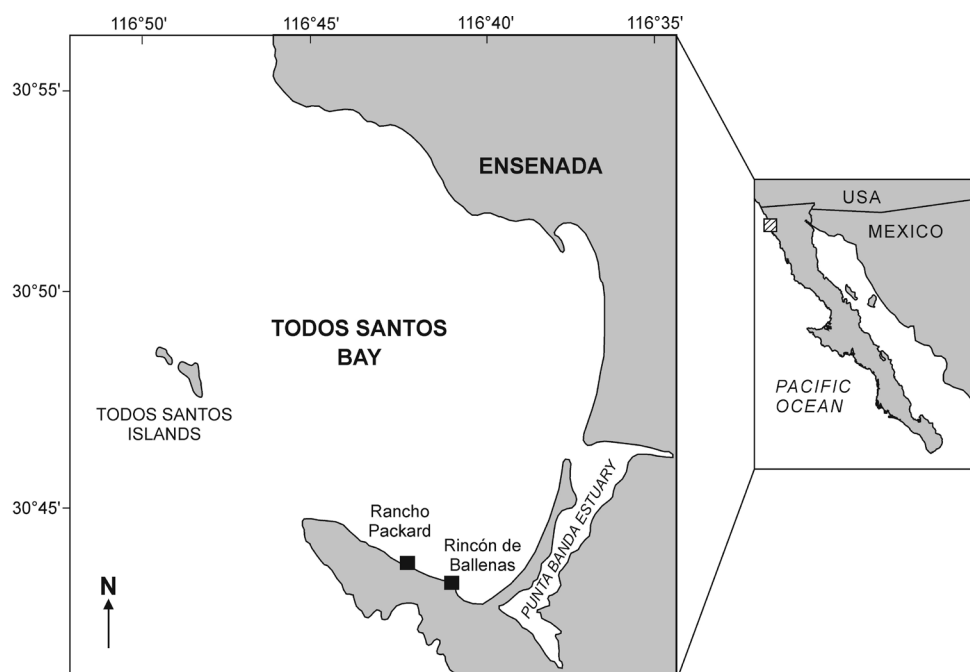 116°50'
116°45'
116°40'
116°35'
30°55'
30°50'
30°45'
ENSENADA
TODOS SANTOS
BAY
TODOS SANTOS
ISLANDS
Rancho
Packard
Rincón de
Ballenas
PUNTA BANDA ESTUARY
N
USA
MEXICO
PACIFIC
OCEAN